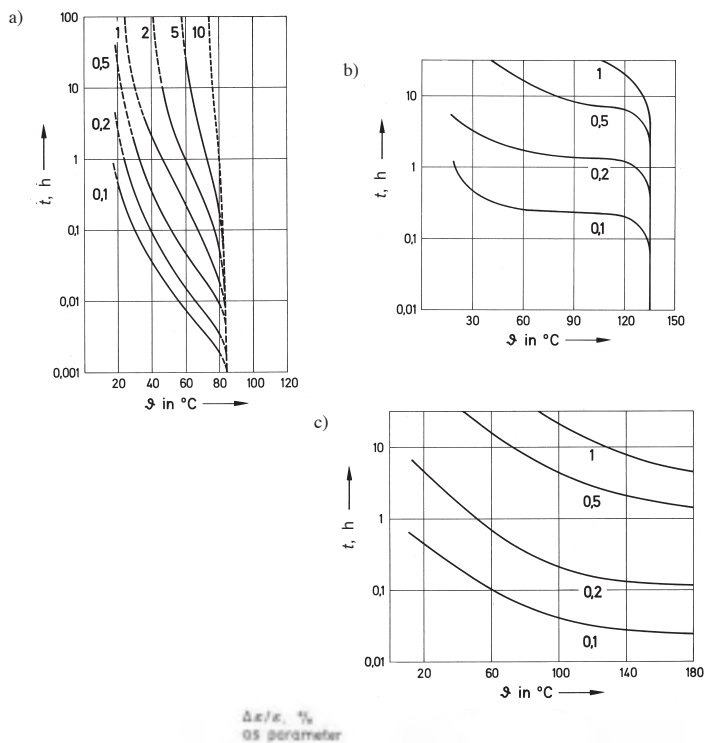 a)
100
10
1
0,1
0,01
0,001
t, h
1 2 5 10
0,5
0,2
0,1
20 40 60 80 100 120
ϑ in °C
b)
10
1
0,1
0,01
t, h
1
0,5
0,2
0,1
30 60 90 120 150
ϑ in °C
c)
10
1
0,1
0,01
t, h
1
0,5
0,2
0,1
20 60 100 140 180
ϑ in °C
Δε/ε, %
as parameter